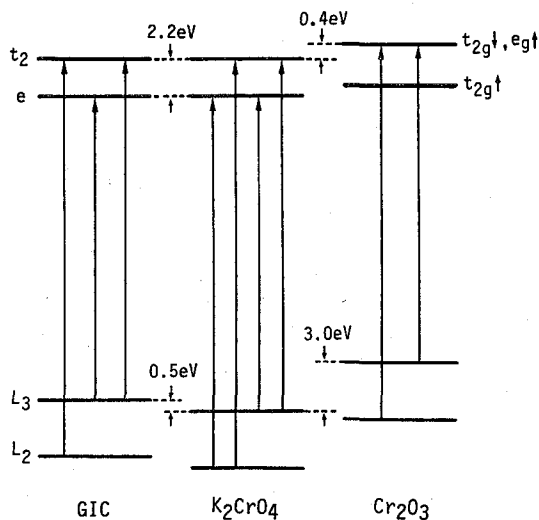 2.2eV
0.4eV
t₂
t₂g↓,eg↑
e
t₂g↑
3.0eV
0.5eV
L₃
L₂
GIC
K₂CrO₄
Cr₂O₃